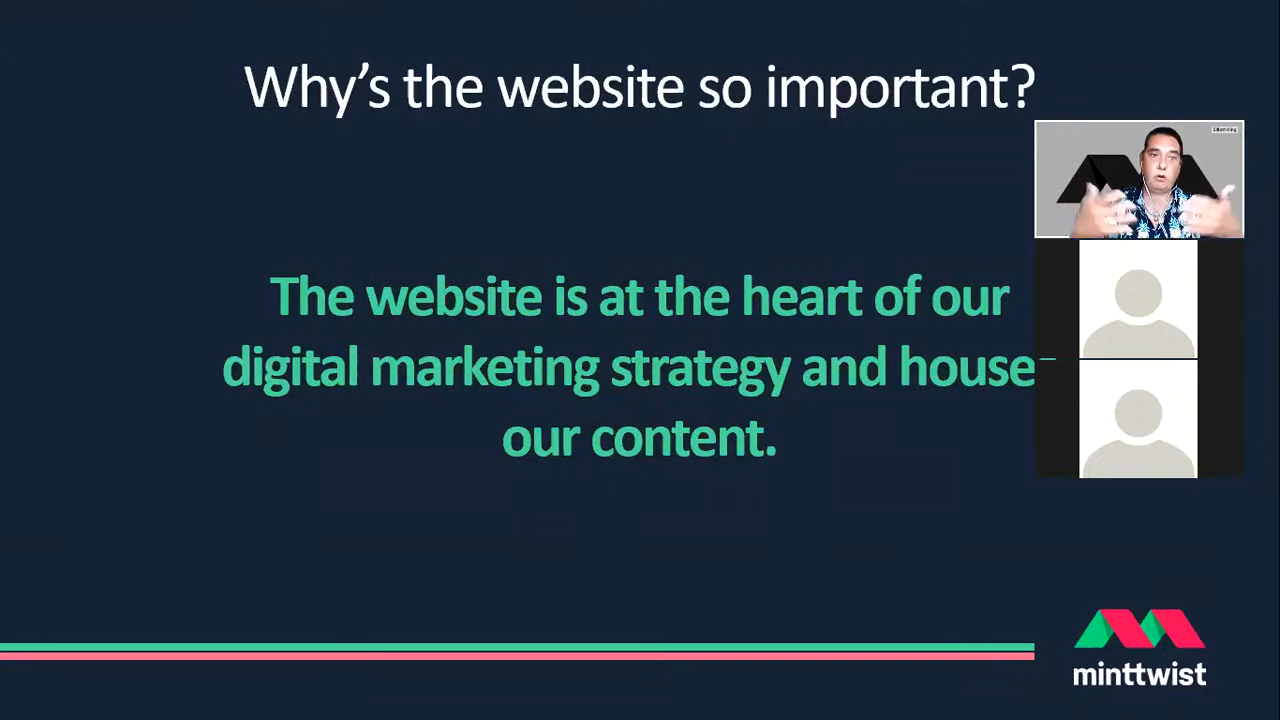 Why's the website so important?
The website is at the heart of our
digital marketing strategy and house
our content.
minttwist